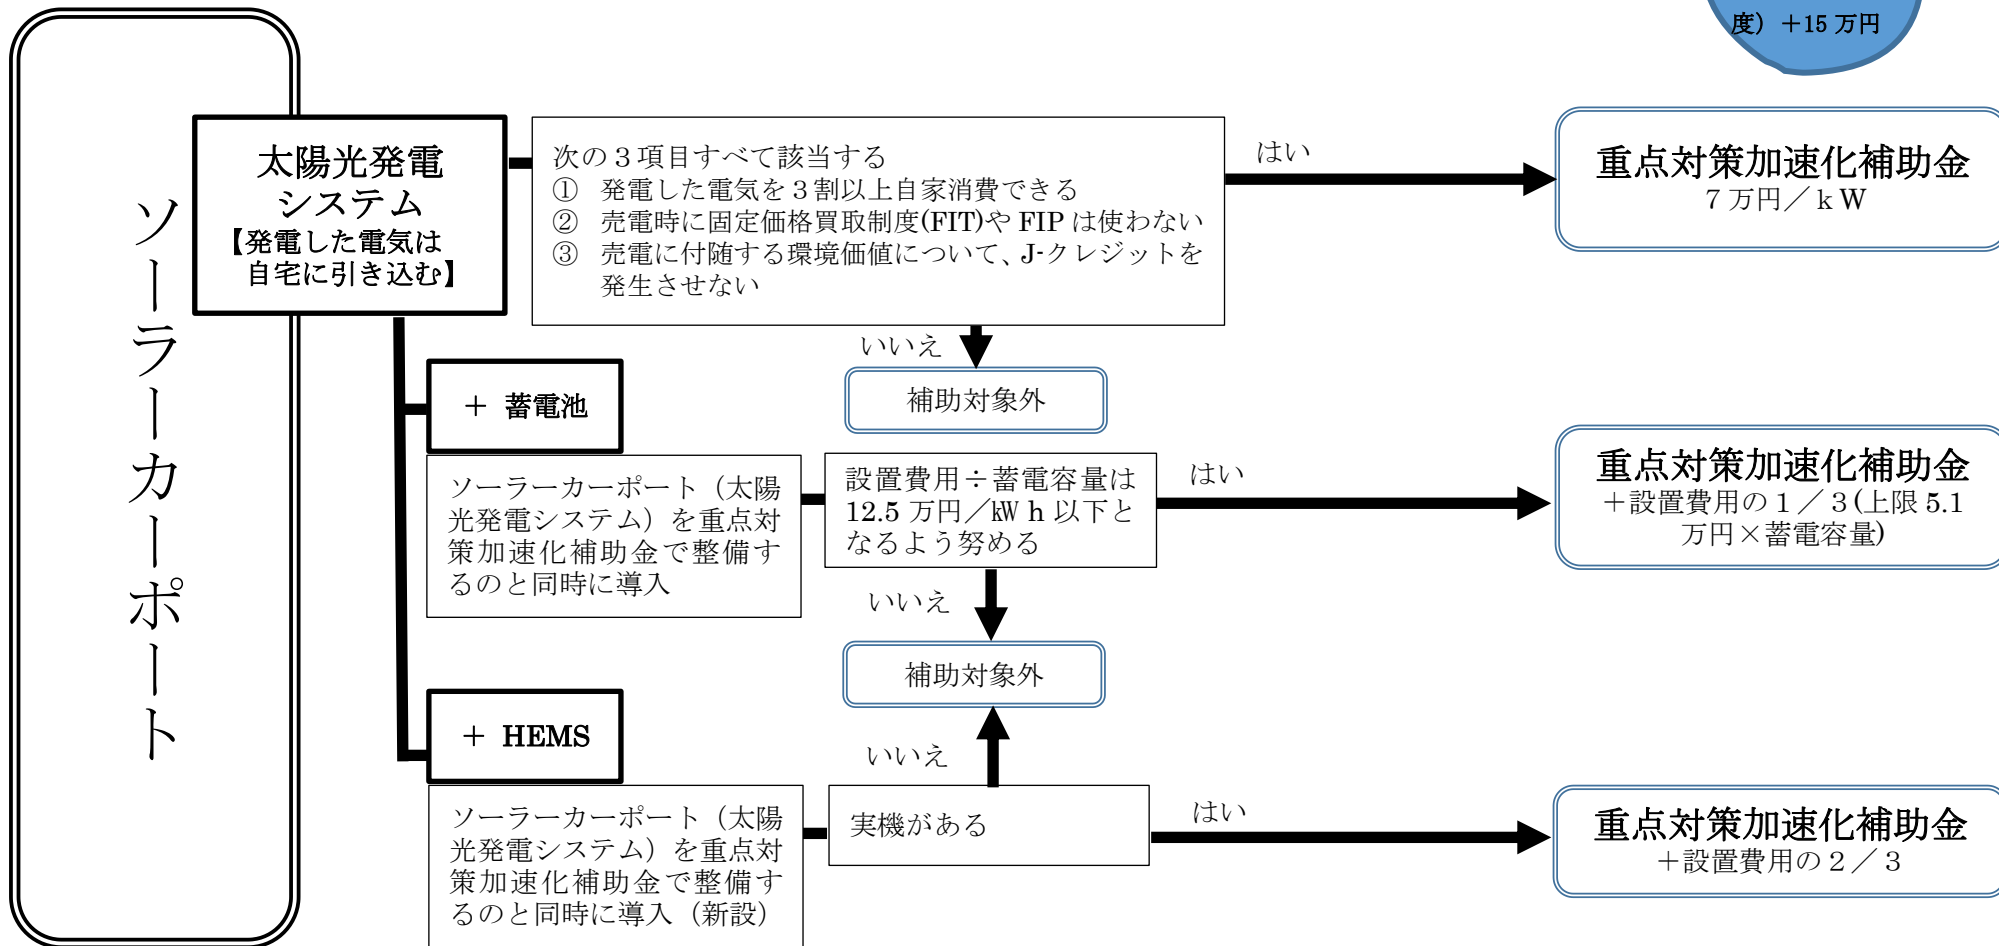 度）＋15 万円
ソーラーカーポート
太陽光発電
システム
【発電した電気は
自宅に引き込む】
次の３項目すべて該当する
① 発電した電気を３割以上自家消費できる
② 売電時に固定価格買取制度(FIT)や FIP は使わない
③ 売電に付随する環境価値について、J-クレジットを
発生させない
はい
重点対策加速化補助金
７万円／ｋＷ
いいえ
補助対象外
＋ 蓄電池
ソーラーカーポート（太陽
光発電システム）を重点対
策加速化補助金で整備す
るのと同時に導入
設置費用÷蓄電容量は
12.5 万円／㎾ｈ以下と
なるよう努める
はい
重点対策加速化補助金
＋設置費用の１／３(上限 5.1
万円×蓄電容量)
いいえ
補助対象外
＋ HEMS
いいえ
ソーラーカーポート（太陽
光発電システム）を重点対
策加速化補助金で整備す
るのと同時に導入（新設）
実機がある
はい
重点対策加速化補助金
＋設置費用の２／３